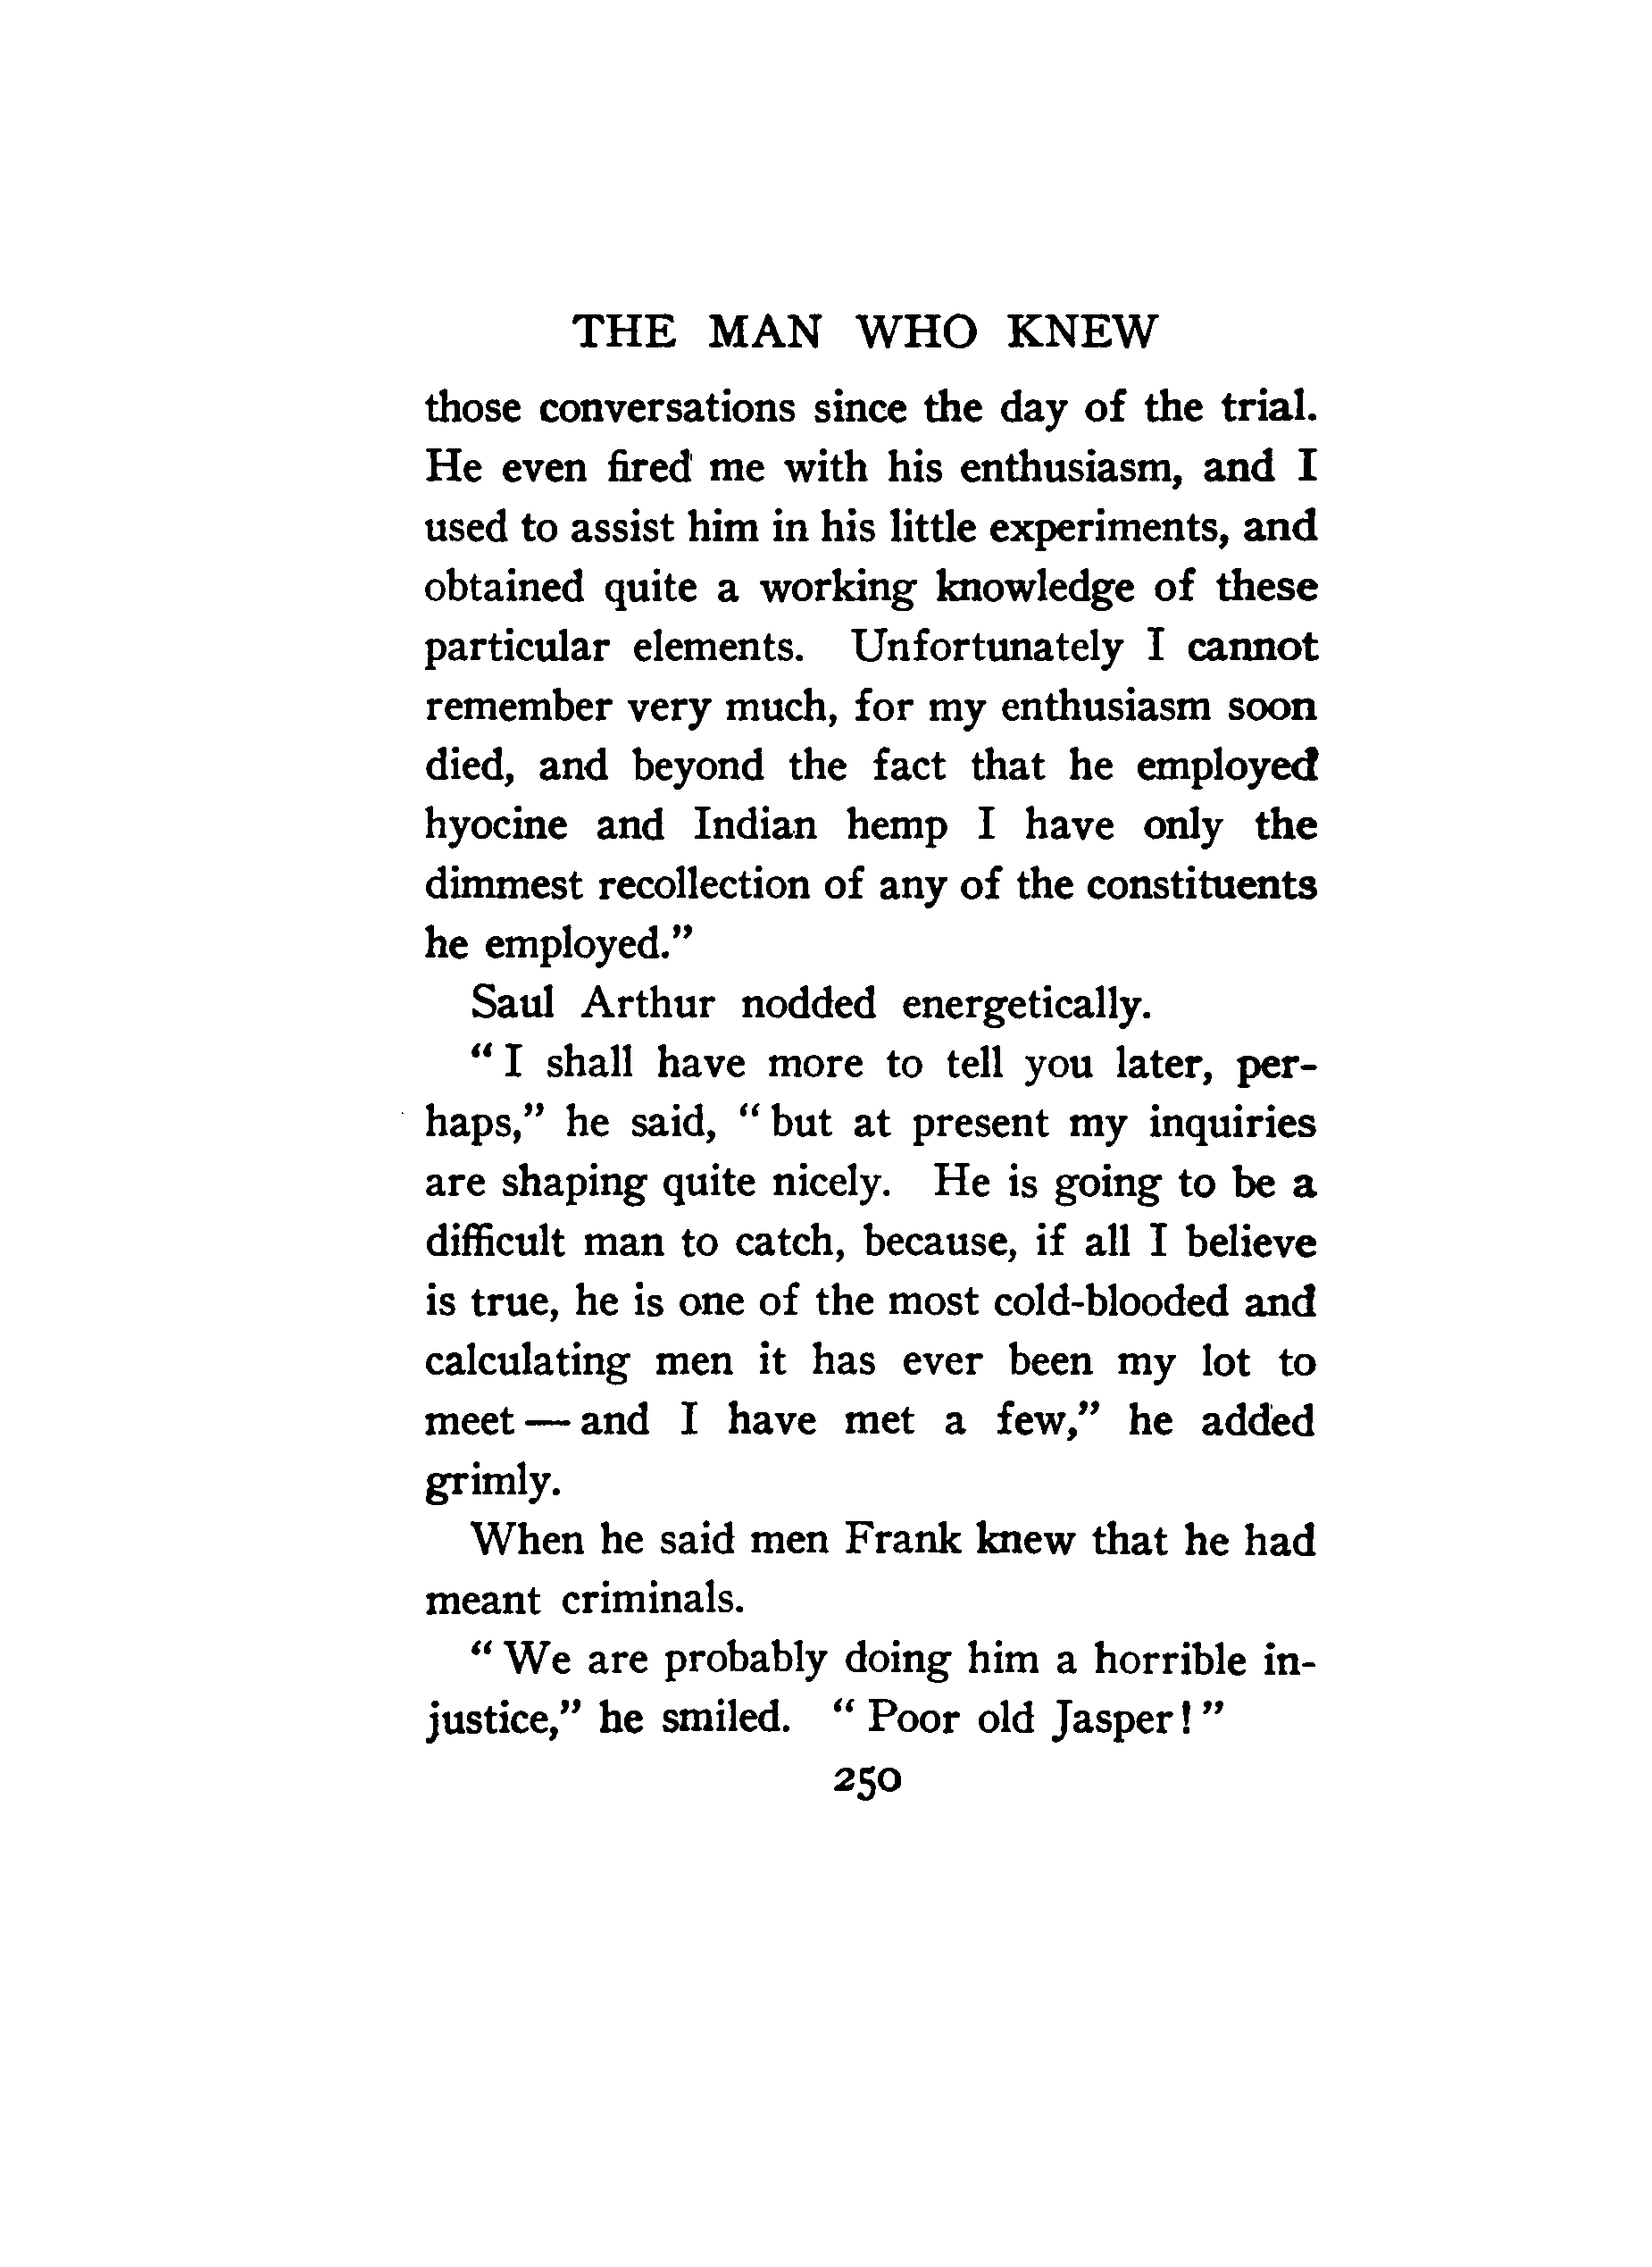 THE MAN WHO KNEW
those conversations since the day of the trial.
He even fired me with his enthusiasm, and I
used to assist him in his little experiments, and
obtained quite a working knowledge of these
particular elements. Unfortunately I cannot
remember very much, for my enthusiasm soon
died, and beyond the fact that he employed
hyocine and Indian hemp I have only the
dimmest recollection of any of the constituents
he employed.”
Saul Arthur nodded energetically.
“ I shall have more to tell you later, per-
haps,” he said, “ but at present my inquiries
are shaping quite nicely. He is going to be a
difficult man to catch, because, if all I believe
is true, he is one of the most cold-blooded and
calculating men it has ever been my lot to
meet — and I have met a few,” he added
grimly.
When he said men Frank knew that he had
meant criminals.
“ We are probably doing him a horrible in-
justice,” he smiled. “ Poor old Jasper! ”
250